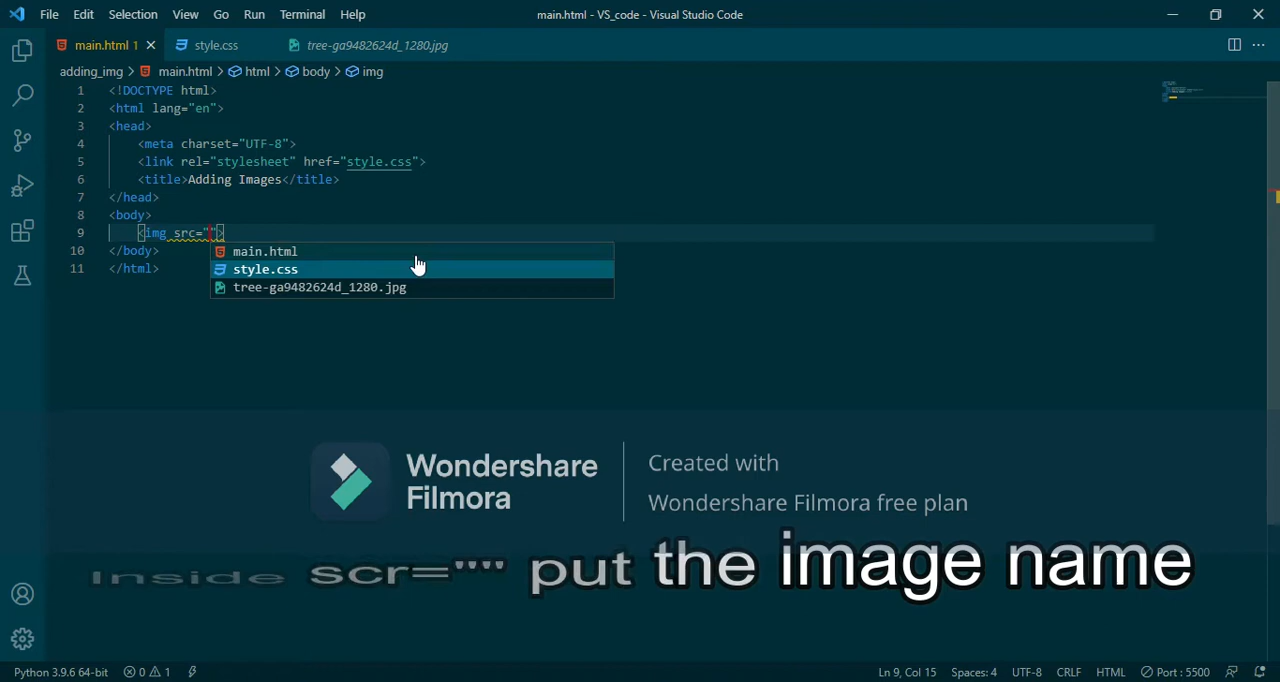 File Edit Selection View Go Run Terminal Help main.html - VS_code - Visual Studio Code
main.html 1 style.css tree-ga9482624d_1280.jpg
adding_img > main.html > html > body > img
1 <!DOCTYPE html>
2 <html lang="en">
3 <head>
4 <meta charset="UTF-8">
5 <link rel="stylesheet" href="style.css">
6 <title>Adding Images</title>
7 </head>
8 <body>
9 <img src="">
main.html
10 </body>
style.css
11 </html>
tree-ga9482624d_1280.jpg
Wondershare
Filmora
Created with
Wondershare Filmora free plan
Inside scr="" put the image name
Python 3.9.6 64-bit 0 1 Ln 9, Col 15 Spaces: 4 UTF-8 CRLF HTML Port : 5500